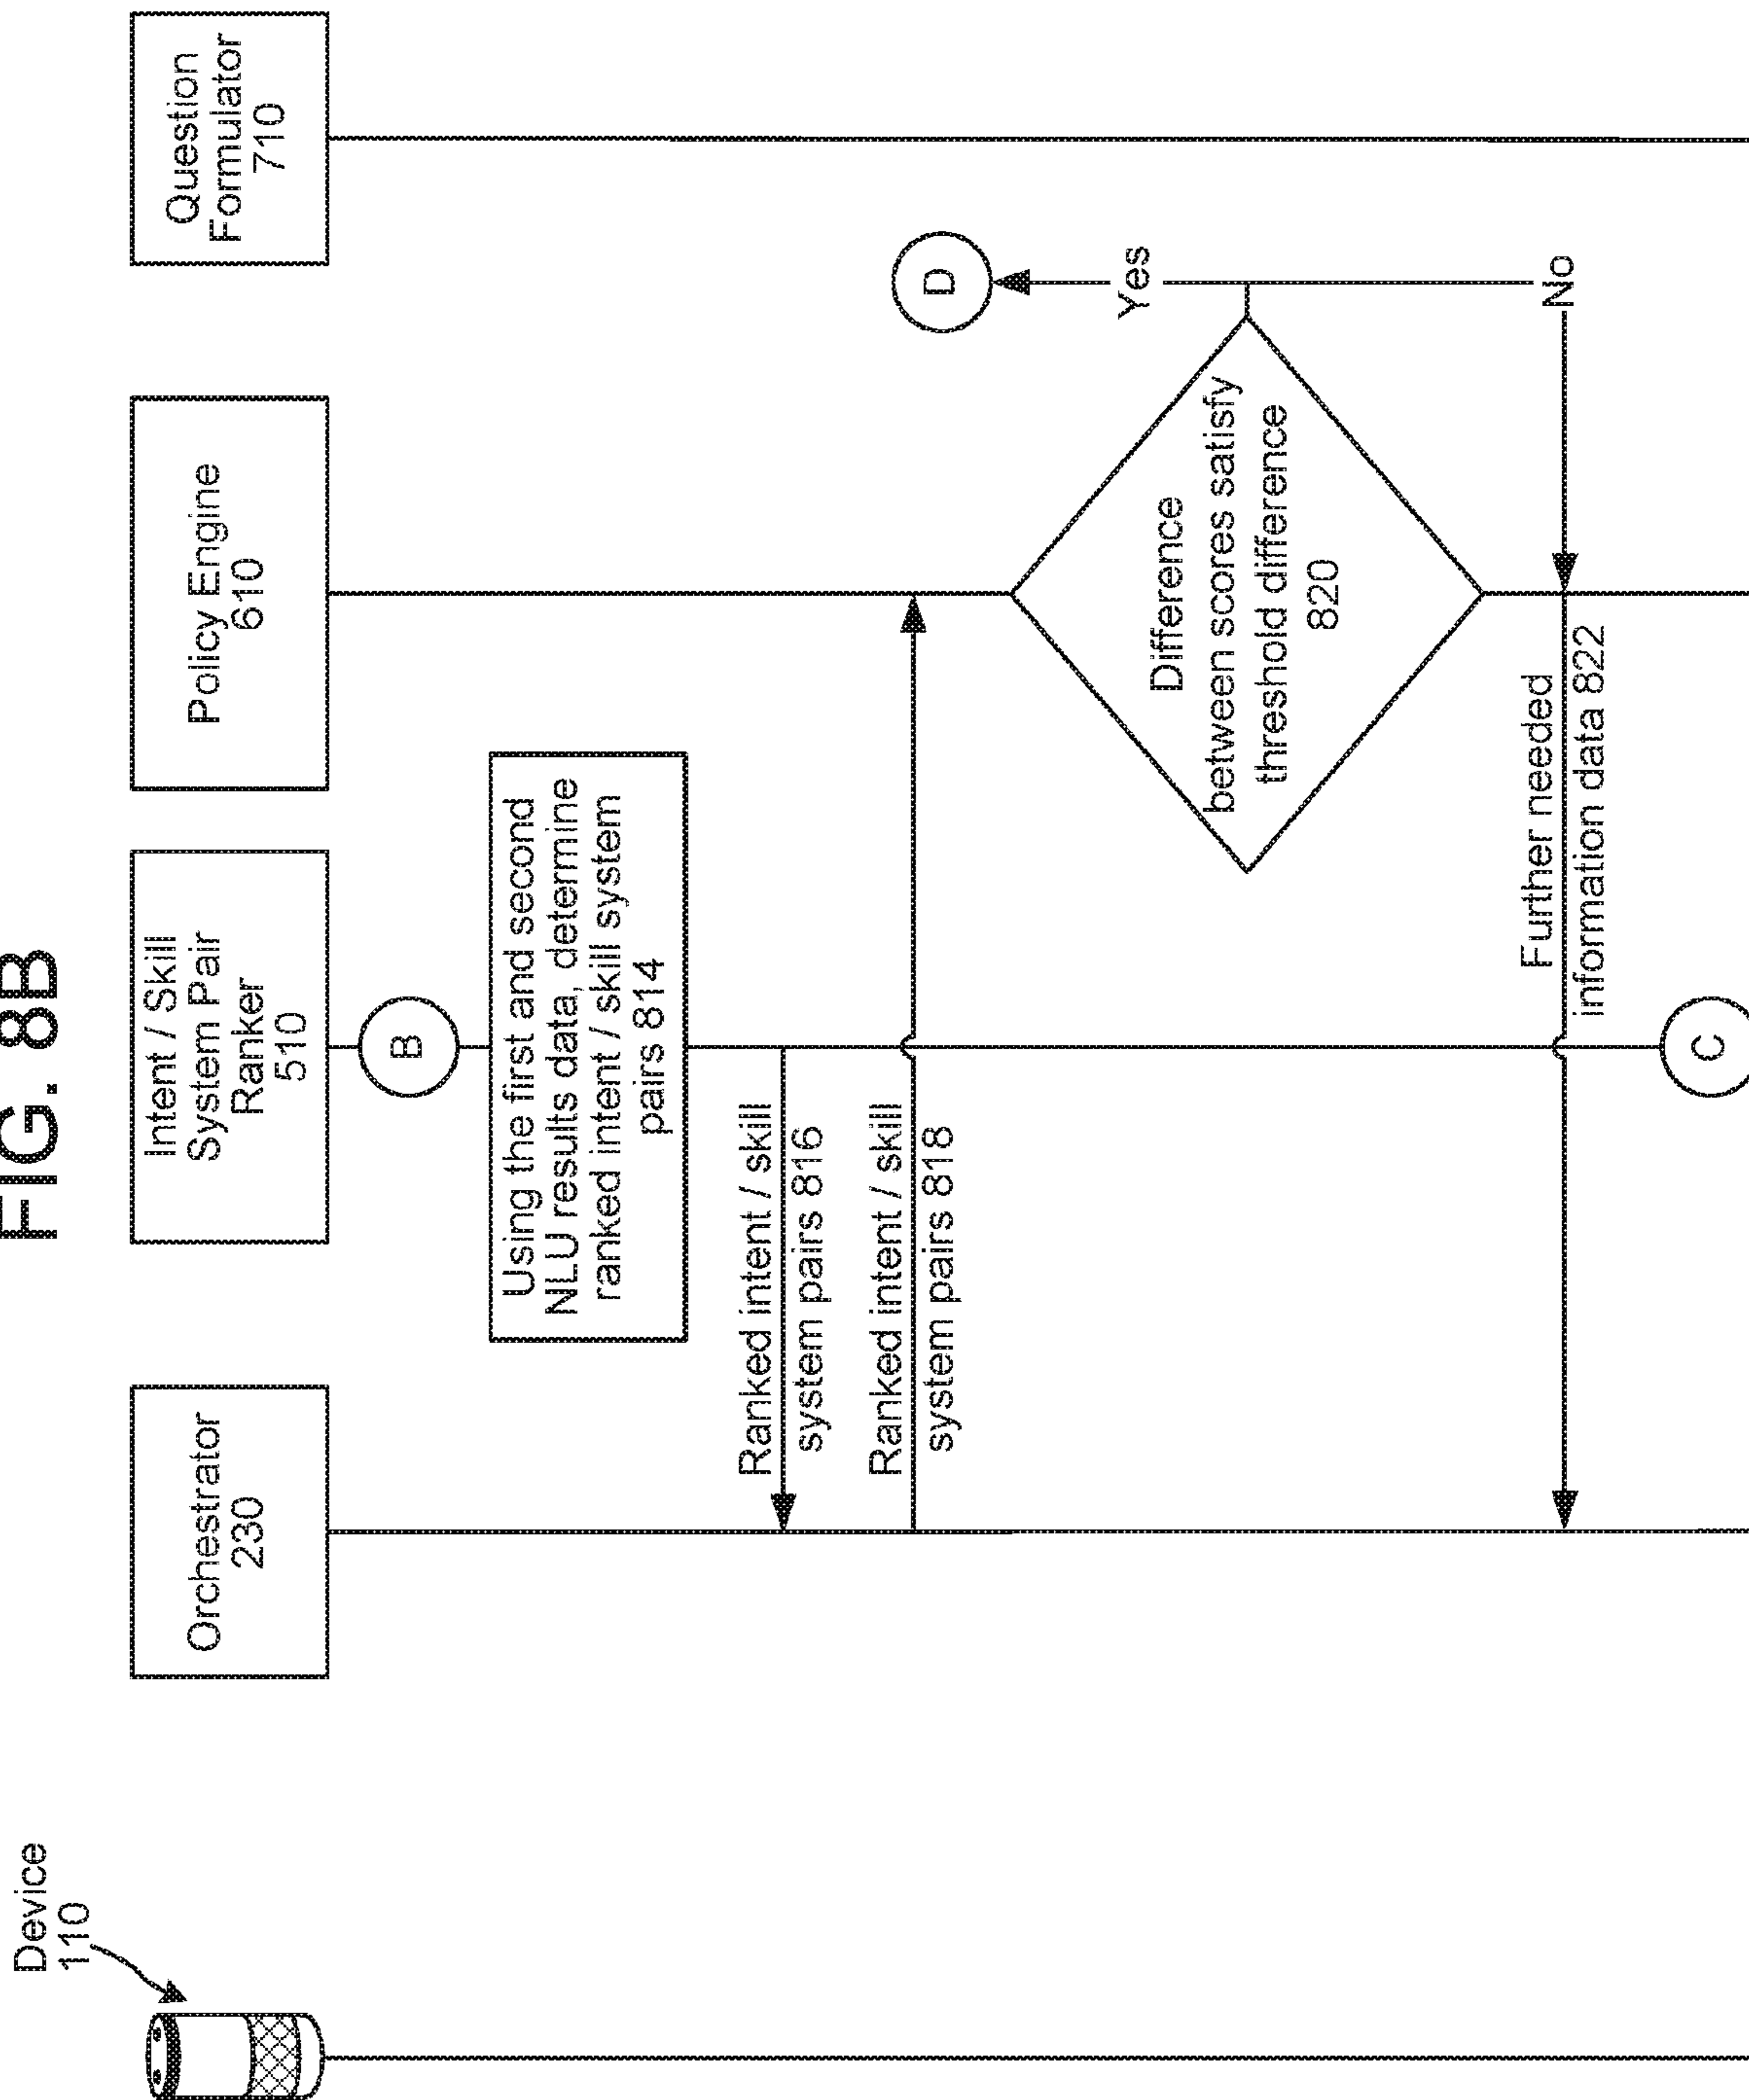 FIG. 8B
Device
110
Orchestrator
230
Intent / Skill
System Pair
Ranker
510
Policy Engine
610
Question
Formulator
710
B
Using the first and second
NLU results data, determine
ranked intent / skill system
pairs 814
Ranked intent / skill
system pairs 816
Ranked intent / skill
system pairs 818
Difference
between scores satisfy
threshold difference
820
D
Yes
No
Further needed
information data 822
C